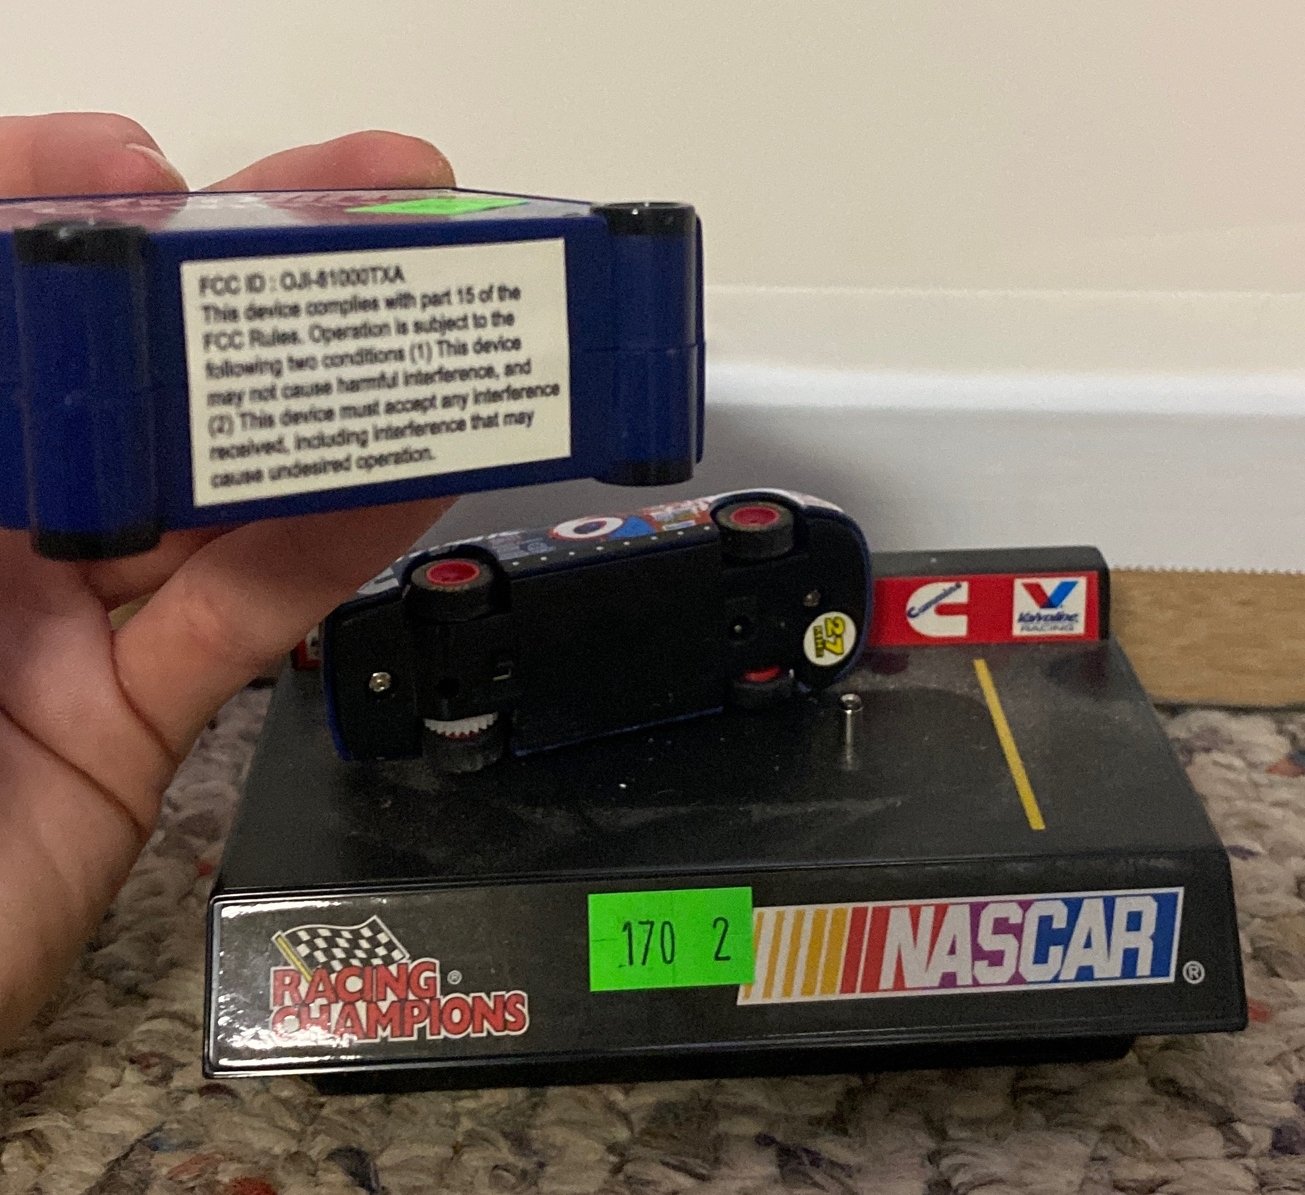 FCC ID : OJI-81000TXA
This device complies with part 15 of the
FCC Rules. Operation is subject to the
following two conditions (1) This device
may not cause harmful interference, and
(2) This device must accept any interference
received, including interference that may
cause undesired operation.
27
MHz
Cummins
Valvoline
RACING
170 2
RACING ®
CHAMPIONS
NASCAR ®